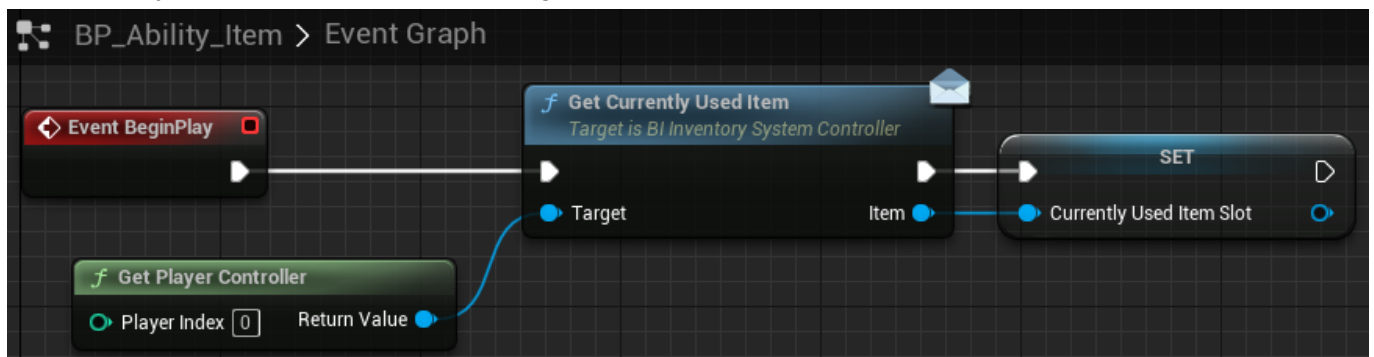 BP_Ability_Item > Event Graph
Event BeginPlay
f Get Currently Used Item
Target is BI Inventory System Controller
Target
Item
SET
Currently Used Item Slot
f Get Player Controller
Player Index 0
Return Value